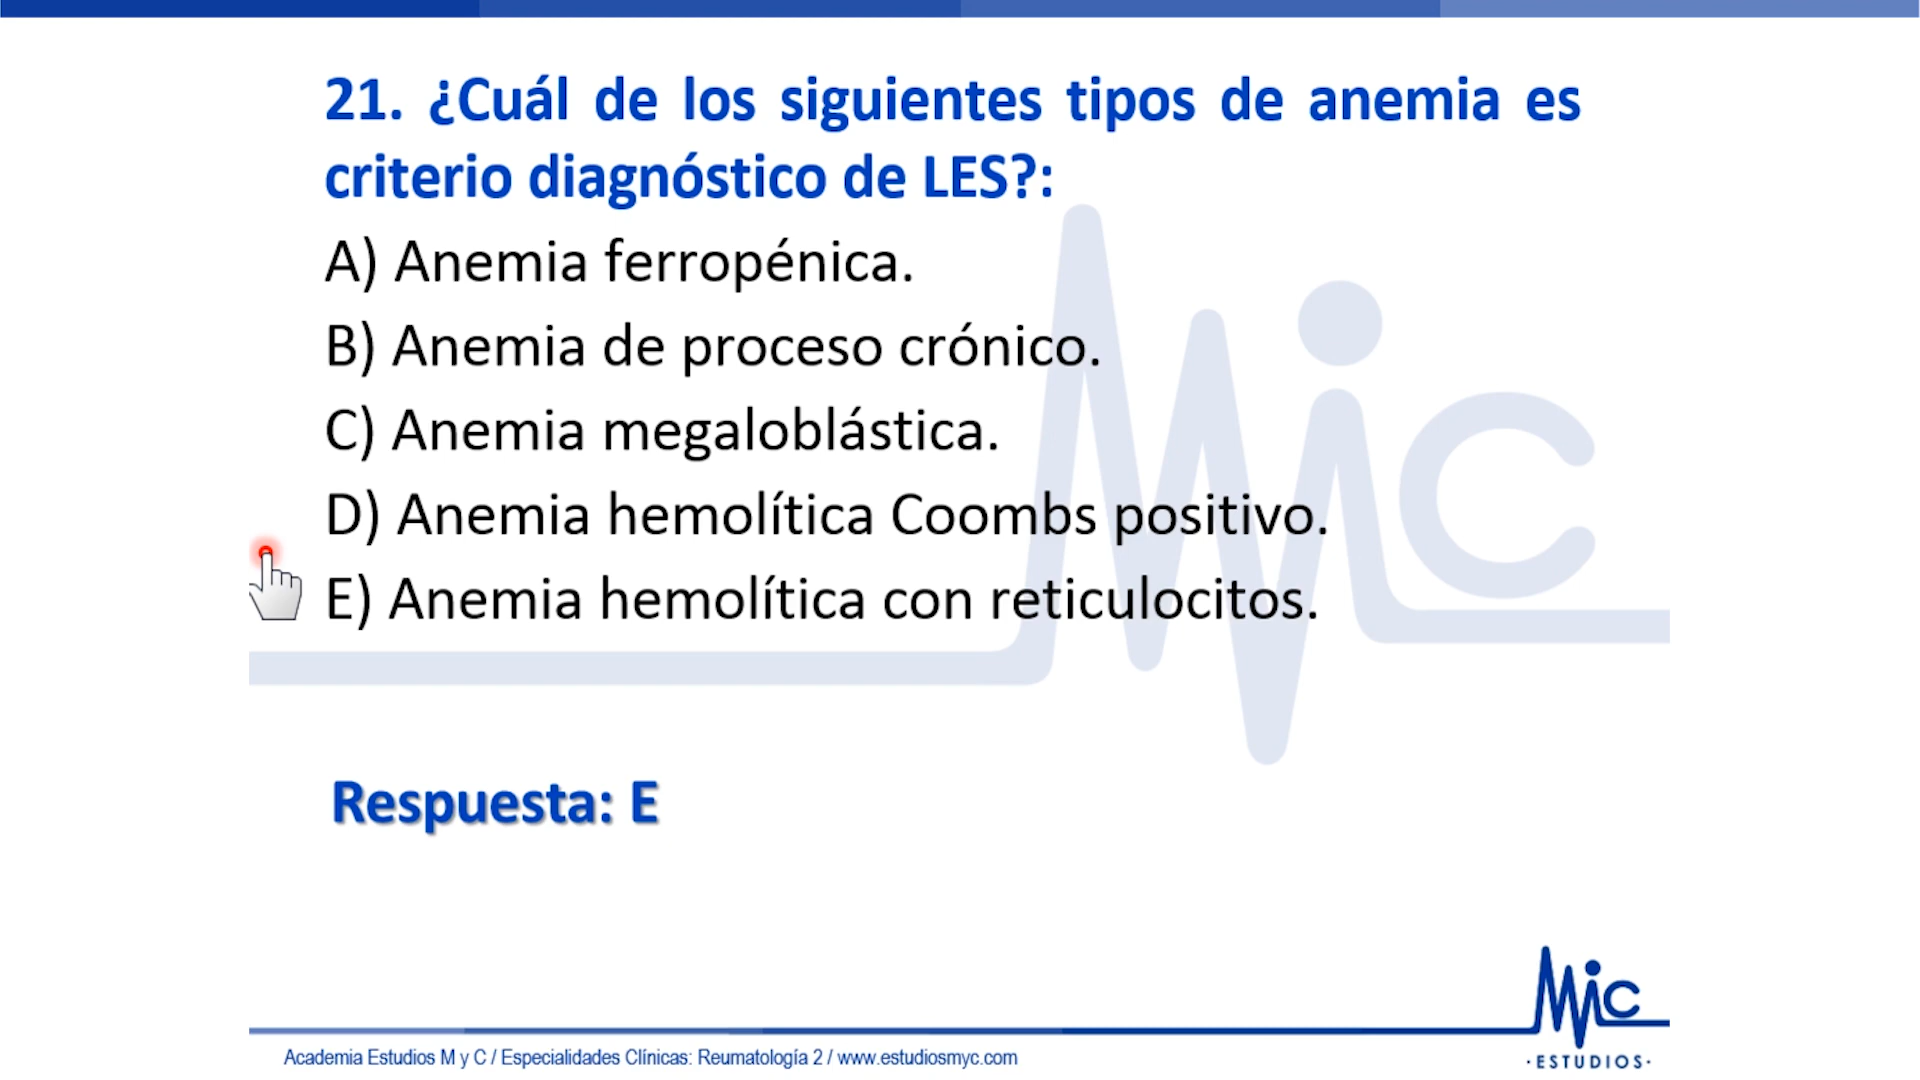 21. ¿Cuál de los siguientes tipos de anemia es
criterio diagnóstico de LES?:
A) Anemia ferropénica.
B) Anemia de proceso crónico.
C) Anemia megaloblástica.
D) Anemia hemolítica Coombs positivo.
E) Anemia hemolítica con reticulocitos.
Respuesta: E
Mic
Mic
·ESTUDIOS·
Academia Estudios M y C / Especialidades Clínicas: Reumatología 2 / www.estudiosmyc.com